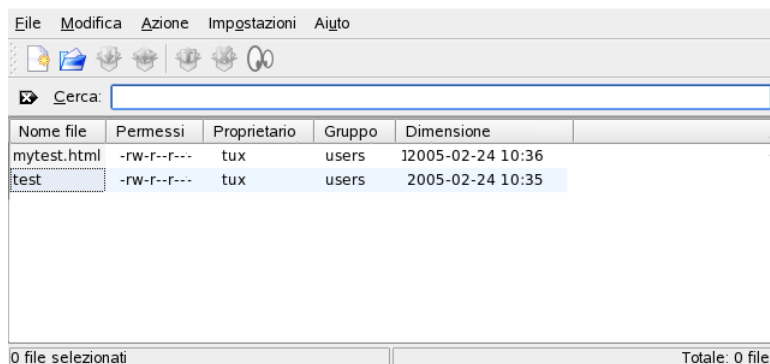 File Modifica Azione Impostazioni Aiuto
Cerca:
Nome file Permessi Proprietario Gruppo Dimensione
mytest.html -rw-r--r--- tux users 12005-02-24 10:36
test -rw-r--r--- tux users 2005-02-24 10:35
0 file selezionati Totale: 0 file